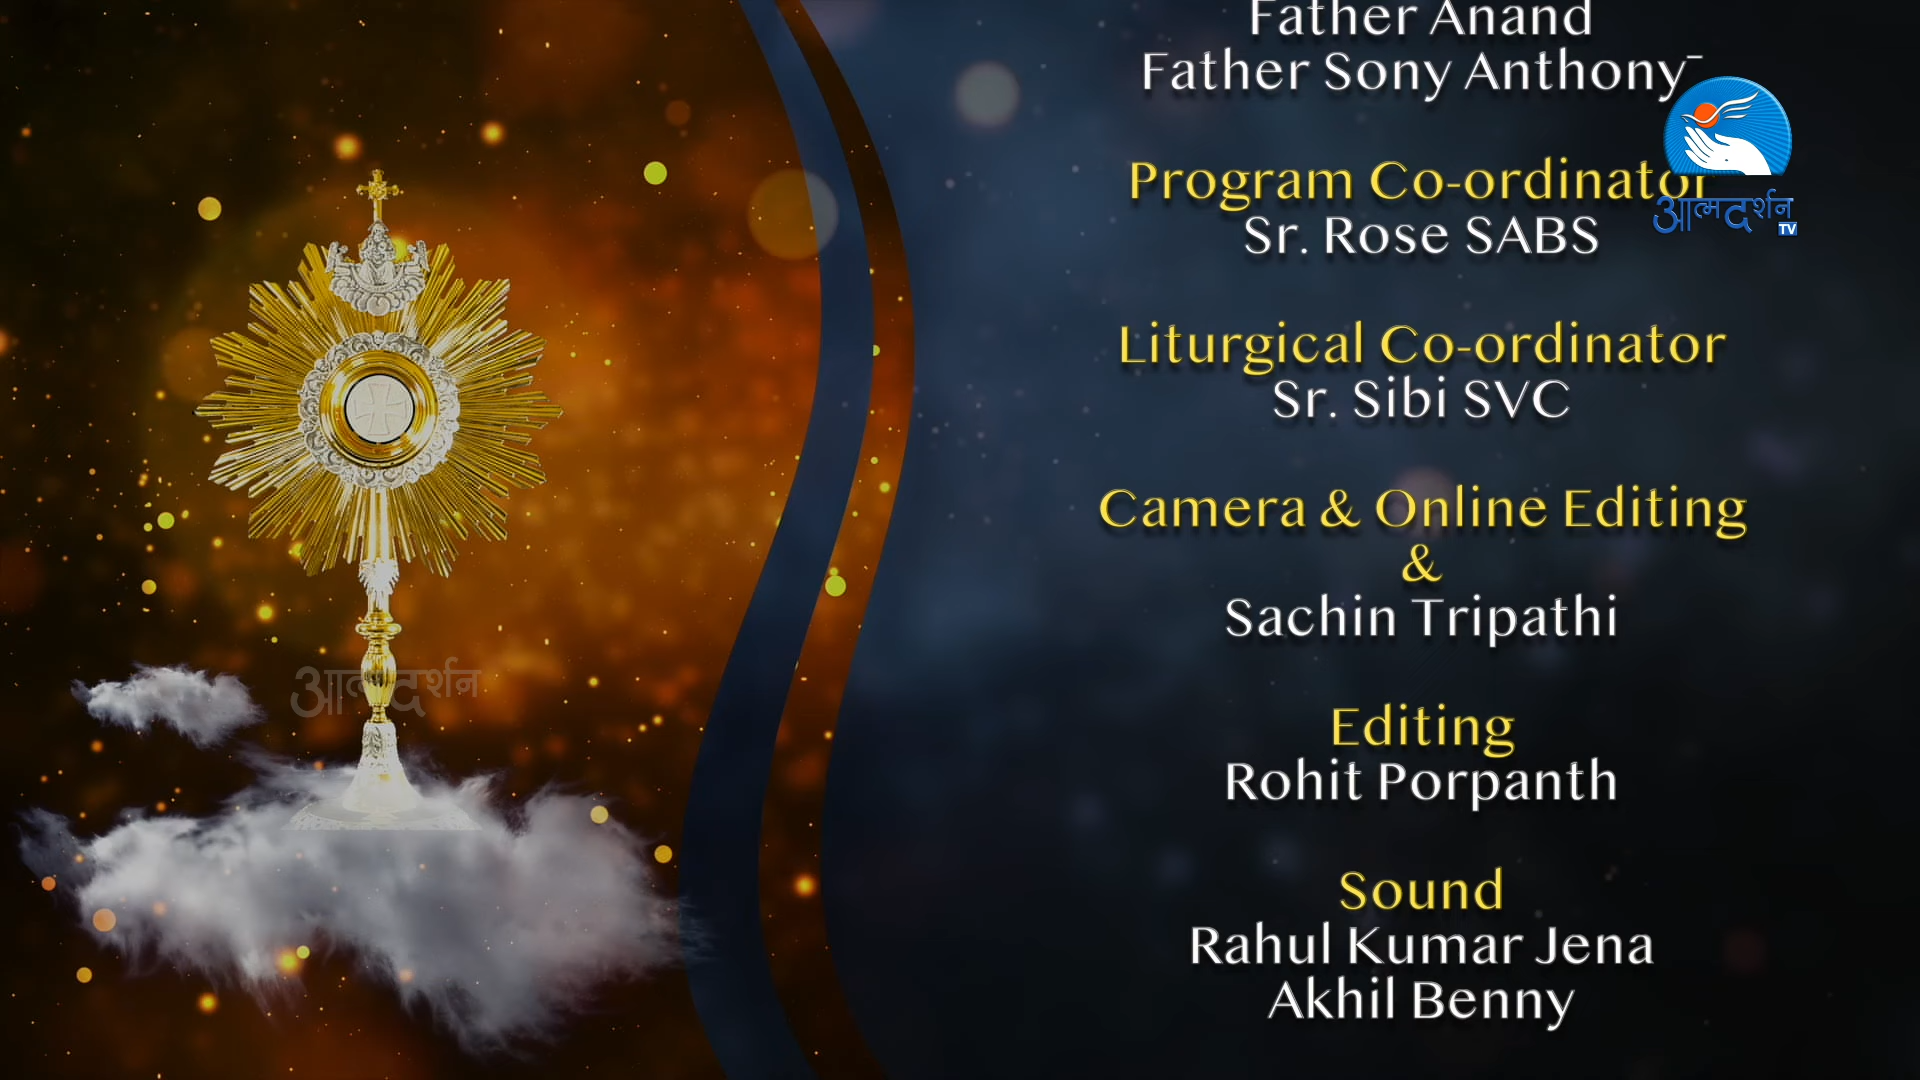 Father Anand
Father Sony Anthony
Program Co-ordinator
Sr. Rose SABS
आत्मदर्शन
TV
Liturgical Co-ordinator
Sr. Sibi SVC
Camera & Online Editing
&
Sachin Tripathi
आत्मदर्शन
Editing
Rohit Porpanth
Sound
Rahul Kumar Jena
Akhil Benny